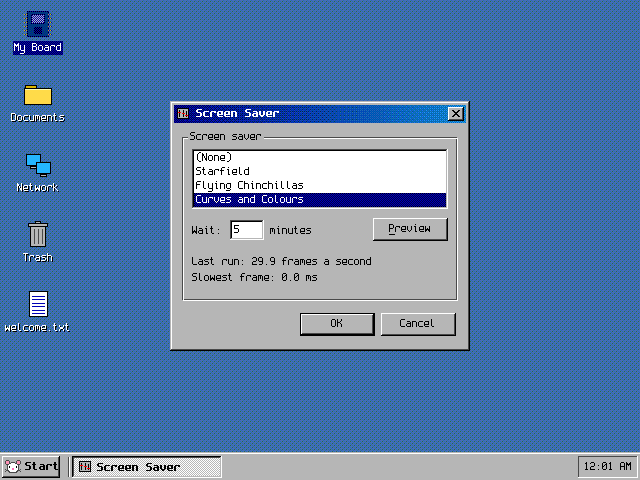 My Board
Documents
Network
Trash
welcome.txt
Screen Saver
Screen saver
(None)
Starfield
Flying Chinchillas
Curves and Colours
Wait: 5 minutes
Preview
Last run: 29.9 frames a second
Slowest frame: 0.0 ms
OK
Cancel
Start
Screen Saver
12:01 AM